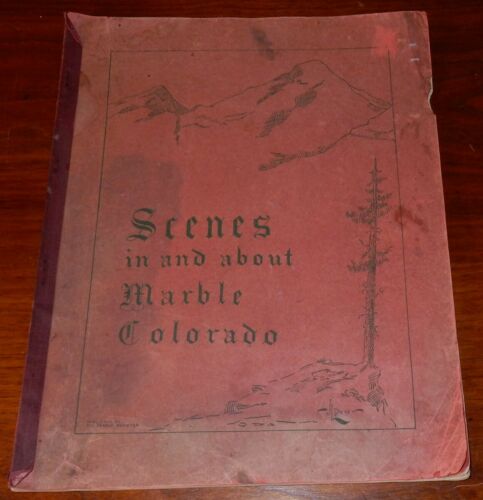 Scenes
in and about
Marble
Colorado